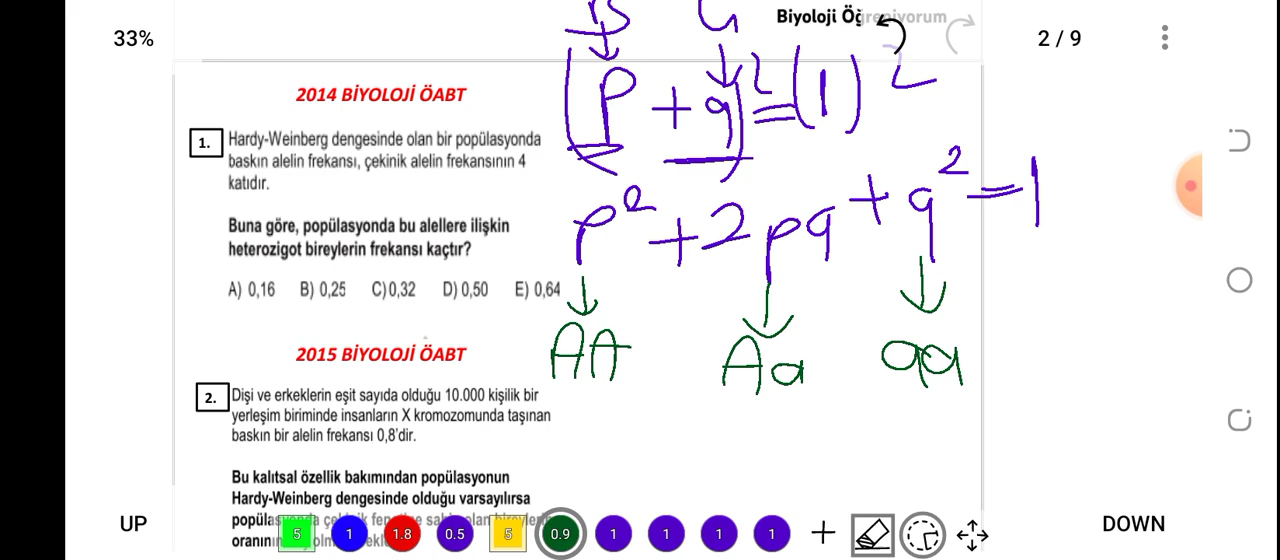 33%
Biyoloji Öğreniyorum
2 / 9
B G
(P + q)² = (1)²
2014 BİYOLOJİ ÖABT
1. Hardy-Weinberg dengesinde olan bir popülasyonda
baskın alelin frekansı, çekinik alelin frekansının 4
katıdır.
p² + 2pq + q² = 1
Buna göre, popülasyonda bu alellere ilişkin
heterozigot bireylerin frekansı kaçtır?
A) 0,16 B) 0,25 C) 0,32 D) 0,50 E) 0,64
AA Aa aa
2015 BİYOLOJİ ÖABT
2. Dişi ve erkeklerin eşit sayıda olduğu 10.000 kişilik bir
yerleşim biriminde insanların X kromozomunda taşınan
baskın bir alelin frekansı 0,8'dir.
Bu kalıtsal özellik bakımından popülasyonun
Hardy-Weinberg dengesinde olduğu varsayılırsa
olan
UP
5 1 1.8 0.5 5 0.9 1 1 1 1
DOWN